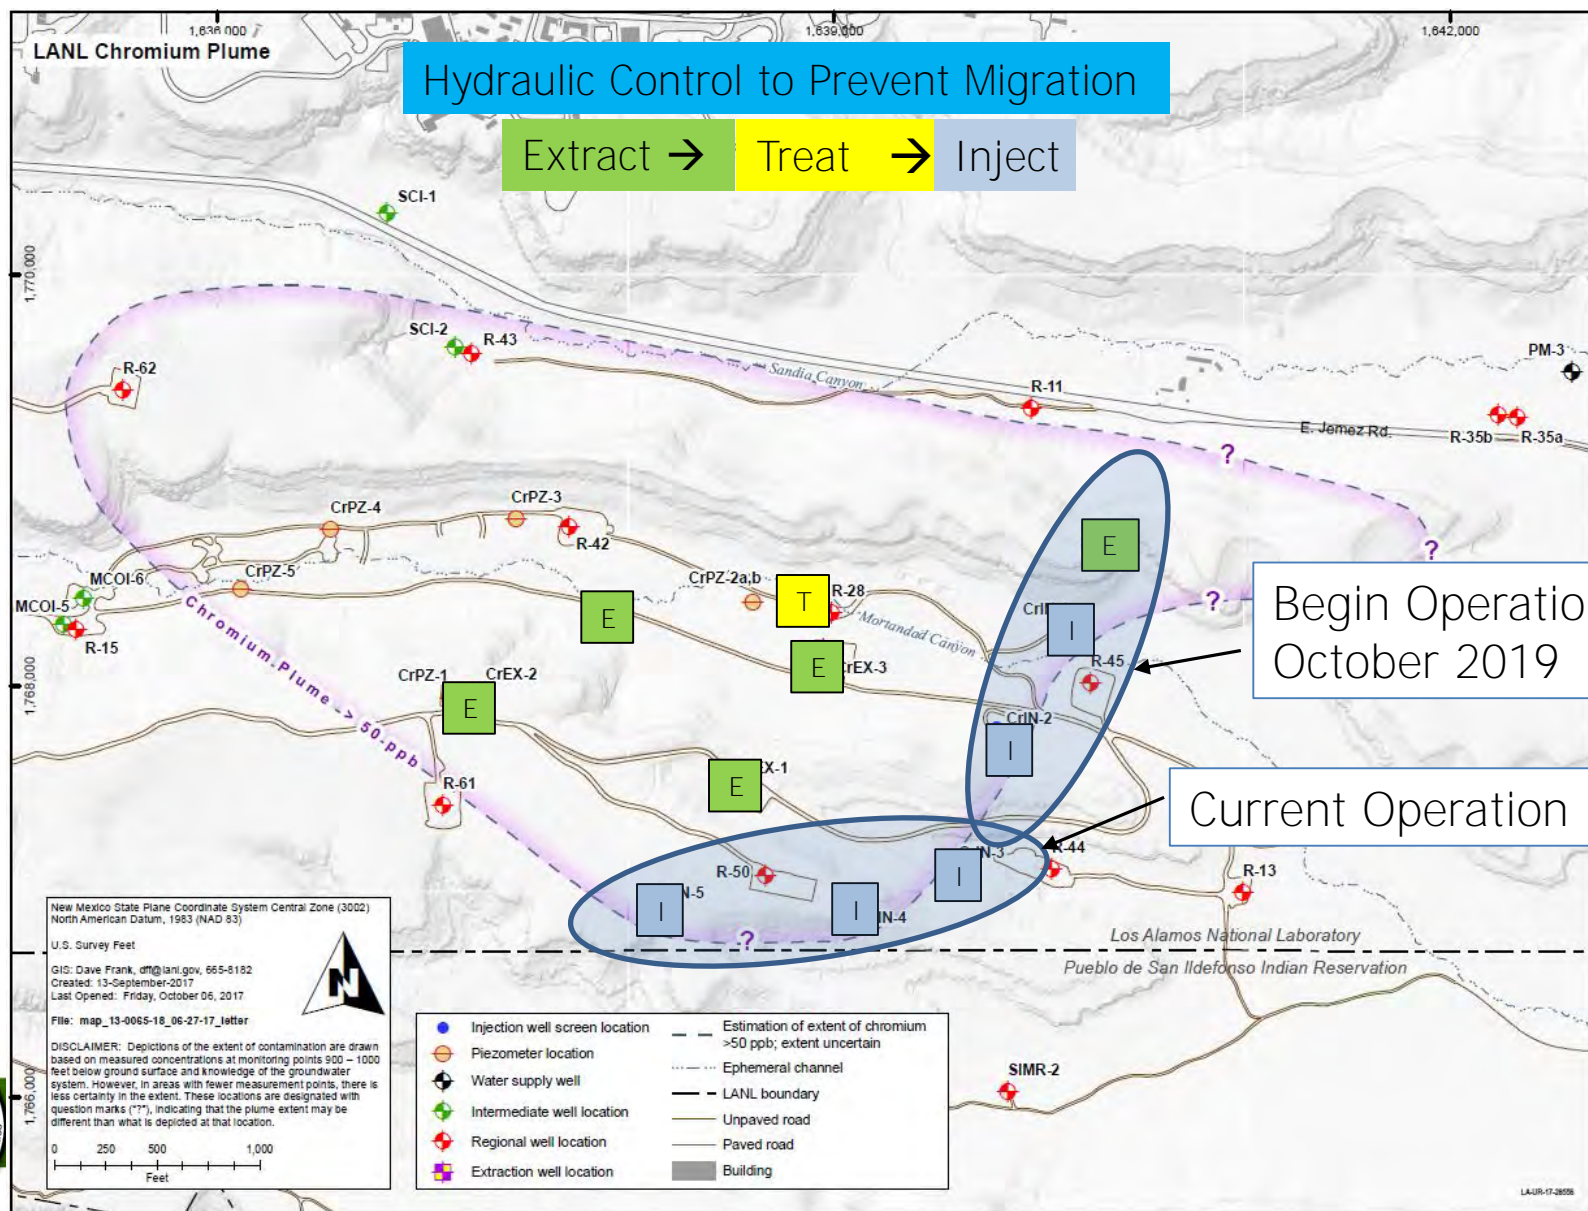 1,636,000
1,639,000
1,642,000
LANL Chromium Plume
Hydraulic Control to Prevent Migration
Extract → Treat → Inject
SCI-1
1,770,000
SCI-2
R-43
R-62
Sandia Canyon
PM-3
R-11
E. Jemez Rd.
R-35b
R-35a
?
?
?
CrPZ-4
CrPZ-3
R-42
E
MCOI-6
CrPZ-5
CrPZ-2a,b
T
R-28
MCOI-5
R-15
E
Mortandad Canyon
I
Begin Operatio
October 2019
Chromium Plume > 50 ppb
CrPZ-1
CrEX-2
E
E
CrEX-3
R-45
1,768,000
CrIN-2
I
R-61
E
X-1
Current Operation
R-50
N-5
I
I
IN-4
IN-3
I
R-44
R-13
?
Los Alamos National Laboratory
Pueblo de San Ildefonso Indian Reservation
SIMR-2
1,766,000
New Mexico State Plane Coordinate System Central Zone (3002)
North American Datum, 1983 (NAD 83)
U.S. Survey Feet
GIS: Dave Frank, dff@lanl.gov, 665-8182
Created: 13-September-2017
Last Opened: Friday, October 06, 2017
File: map_13-0065-18_06-27-17_letter
N
DISCLAIMER: Depictions of the extent of contamination are drawn
based on measured concentrations at monitoring points 900 – 1000
feet below ground surface and knowledge of the groundwater
system. However, in areas with fewer measurement points, there is
less certainty in the extent. These locations are designated with
question marks ("?"), indicating that the plume extent may be
different than what is depicted at that location.
0 250 500 1,000
Feet
Injection well screen location
Piezometer location
Water supply well
Intermediate well location
Regional well location
Extraction well location
Estimation of extent of chromium
>50 ppb; extent uncertain
Ephemeral channel
LANL boundary
Unpaved road
Paved road
Building